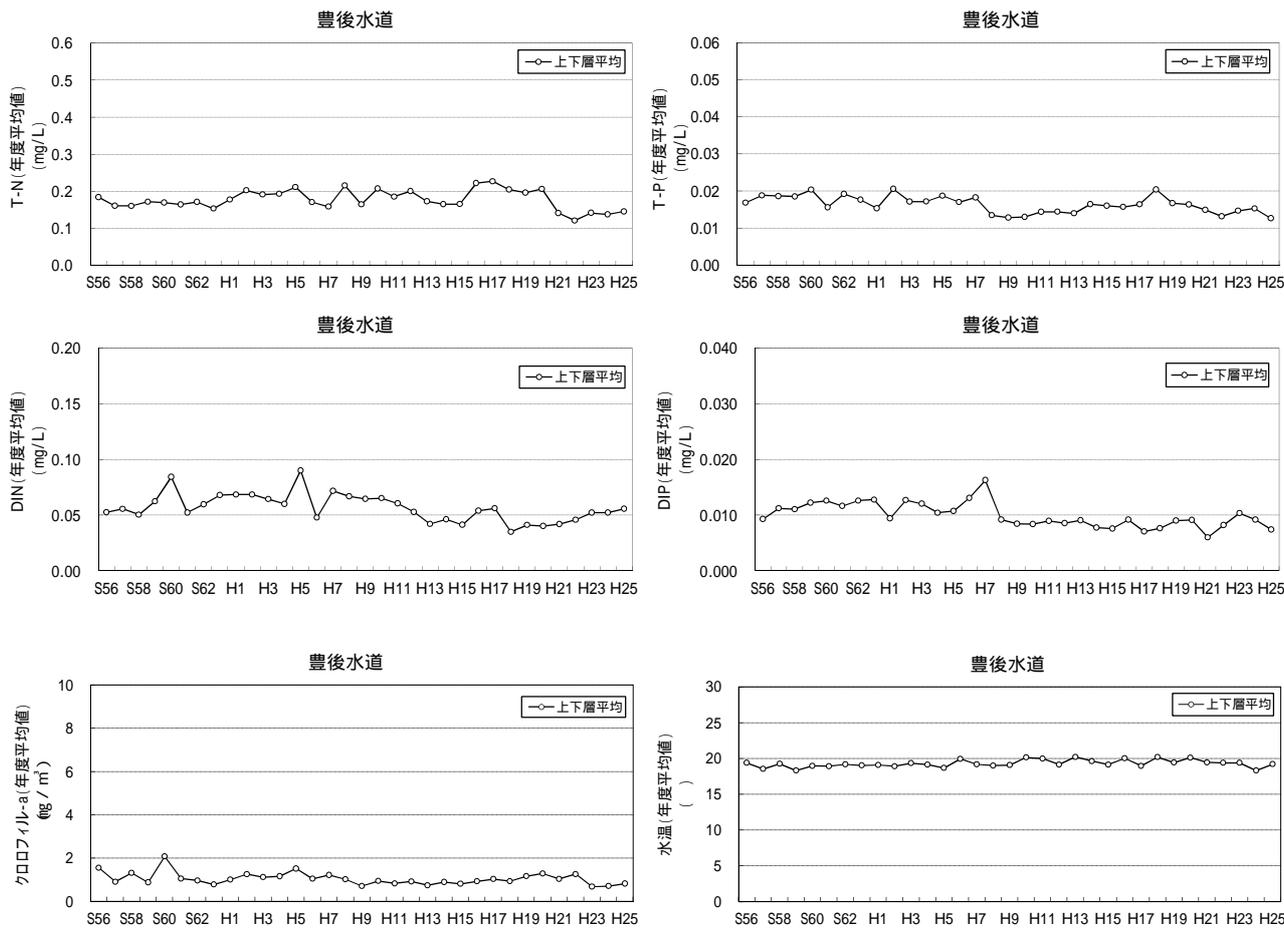 豊後水道
0.6
0.5
0.4
0.3
0.2
0.1
0.0
T-N(年度平均値)
(mg/L)
上下層平均
S56 S58 S60 S62 H1 H3 H5 H7 H9 H11 H13 H15 H17 H19 H21 H23 H25
豊後水道
0.06
0.05
0.04
0.03
0.02
0.01
0.00
T-P(年度平均値)
(mg/L)
上下層平均
S56 S58 S60 S62 H1 H3 H5 H7 H9 H11 H13 H15 H17 H19 H21 H23 H25
豊後水道
0.20
0.15
0.10
0.05
0.00
DIN(年度平均値)
(mg/L)
上下層平均
S56 S58 S60 S62 H1 H3 H5 H7 H9 H11 H13 H15 H17 H19 H21 H23 H25
豊後水道
0.040
0.030
0.020
0.010
0.000
DIP(年度平均値)
(mg/L)
上下層平均
S56 S58 S60 S62 H1 H3 H5 H7 H9 H11 H13 H15 H17 H19 H21 H23 H25
豊後水道
10
8
6
4
2
0
クロロフィル-a(年度平均値)
(mg / ㎥)
上下層平均
S56 S58 S60 S62 H1 H3 H5 H7 H9 H11 H13 H15 H17 H19 H21 H23 H25
豊後水道
30
25
20
15
10
5
0
水温(年度平均値)
( )
上下層平均
S56 S58 S60 S62 H1 H3 H5 H7 H9 H11 H13 H15 H17 H19 H21 H23 H25